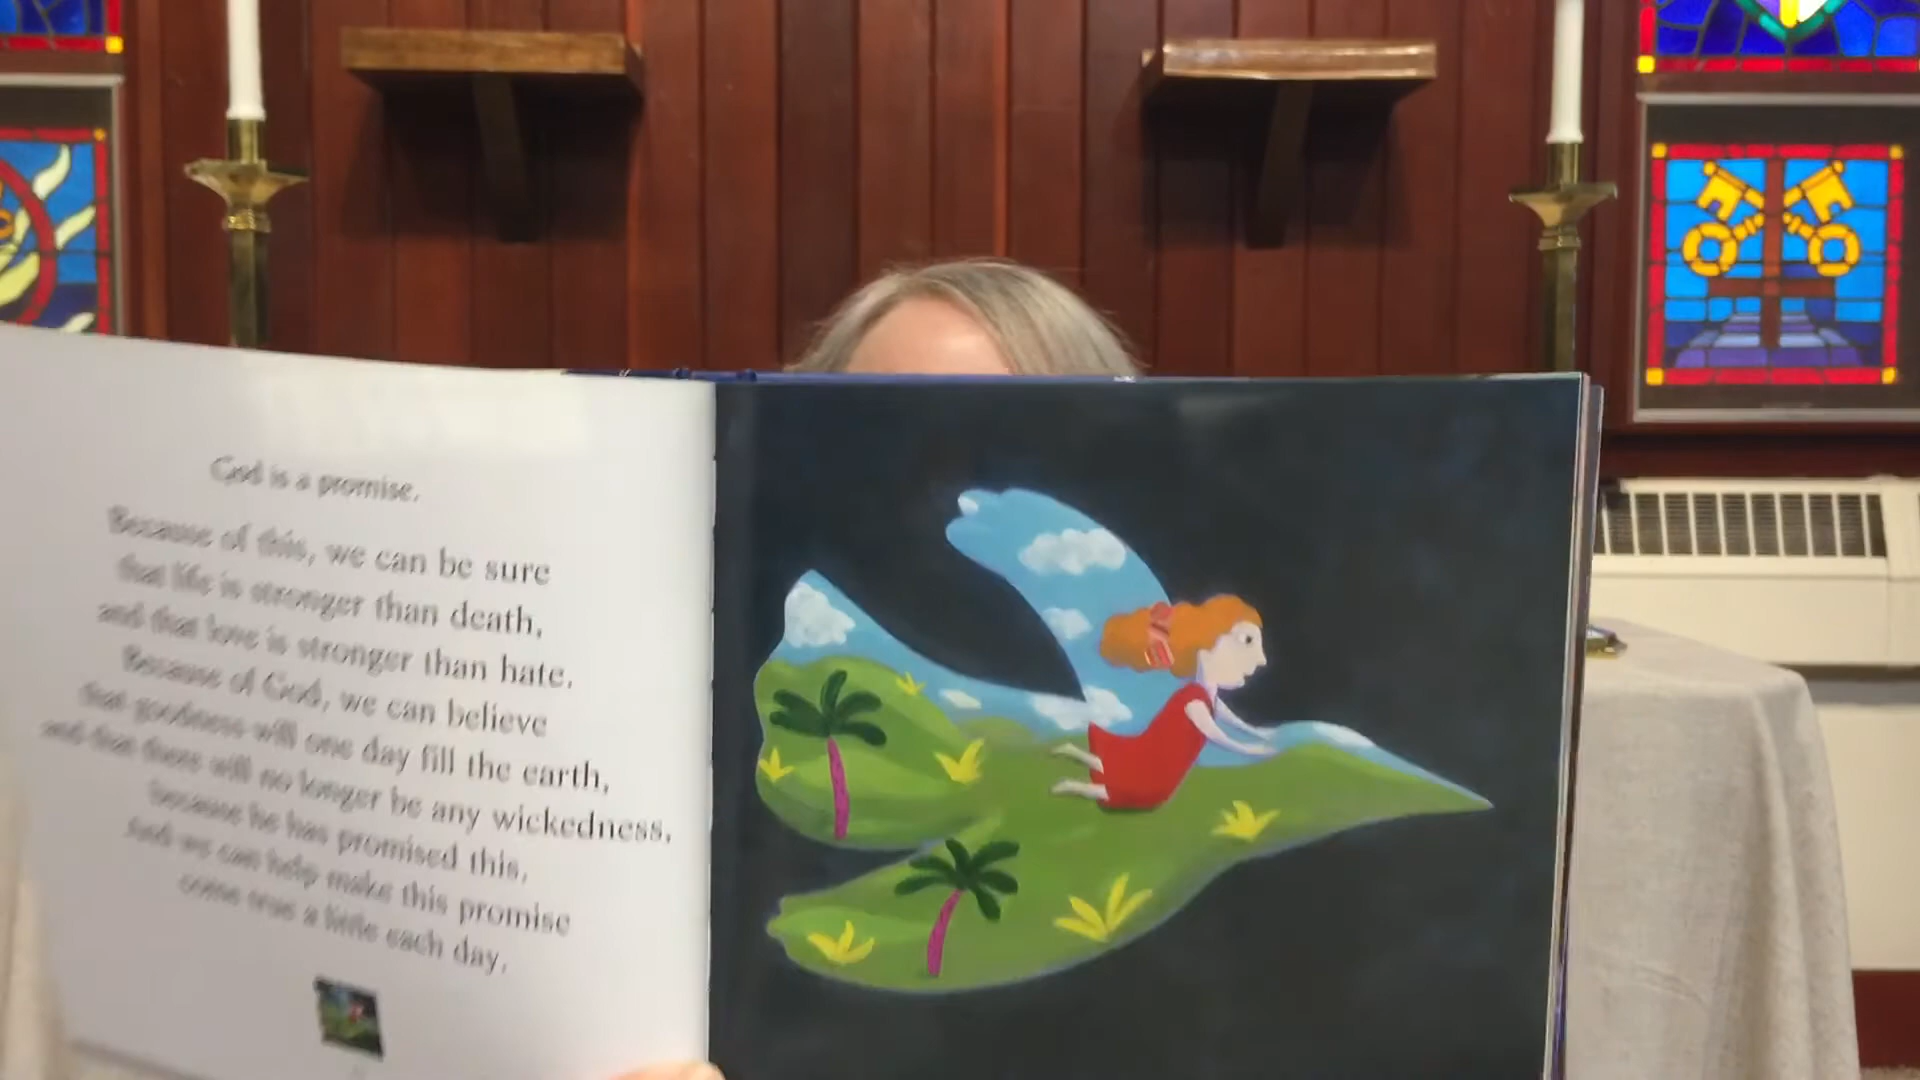 God is a promise.
Because of this, we can be sure
that life is stronger than death,
and that love is stronger than hate.
Because of God, we can believe
that goodness will one day fill the earth,
and that there will no longer be any wickedness,
because he has promised this.
And we can help make this promise
come true a little each day.